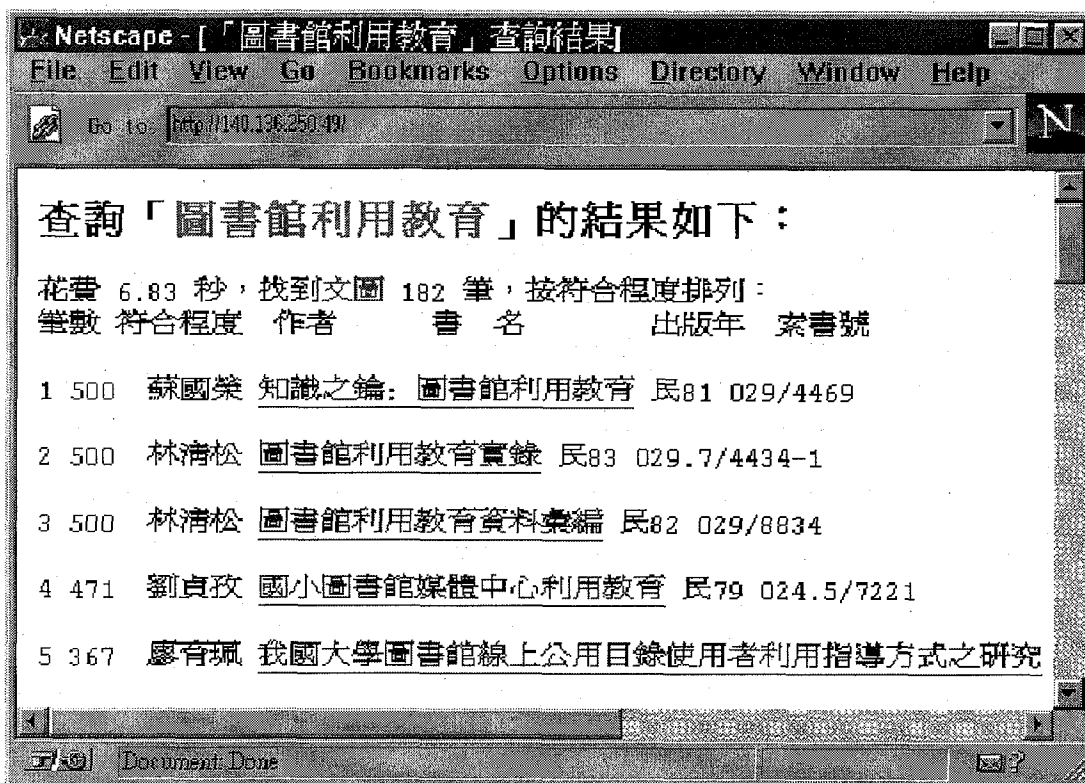 Netscape - [「圖書館利用教育」查詢結果]
File Edit View Go Bookmarks Options Directory Window Help
Go to: http://140.136.250.49/
N
查詢「圖書館利用教育」的結果如下：
花費 6.83 秒，找到文圖 182 筆，按符合程度排列：
筆數 符合程度 作者 書 名 出版年 索書號
1 500 蘇國榮 知識之鑰: 圖書館利用教育 民81 029/4469
2 500 林清松 圖書館利用教育實錄 民83 029.7/4434-1
3 500 林清松 圖書館利用教育資料彙編 民82 029/8834
4 471 劉貞孜 國小圖書館媒體中心利用教育 民79 024.5/7221
5 367 廖育珮 我國大學圖書館線上公用目錄使用者利用指導方式之研究
Document: Done